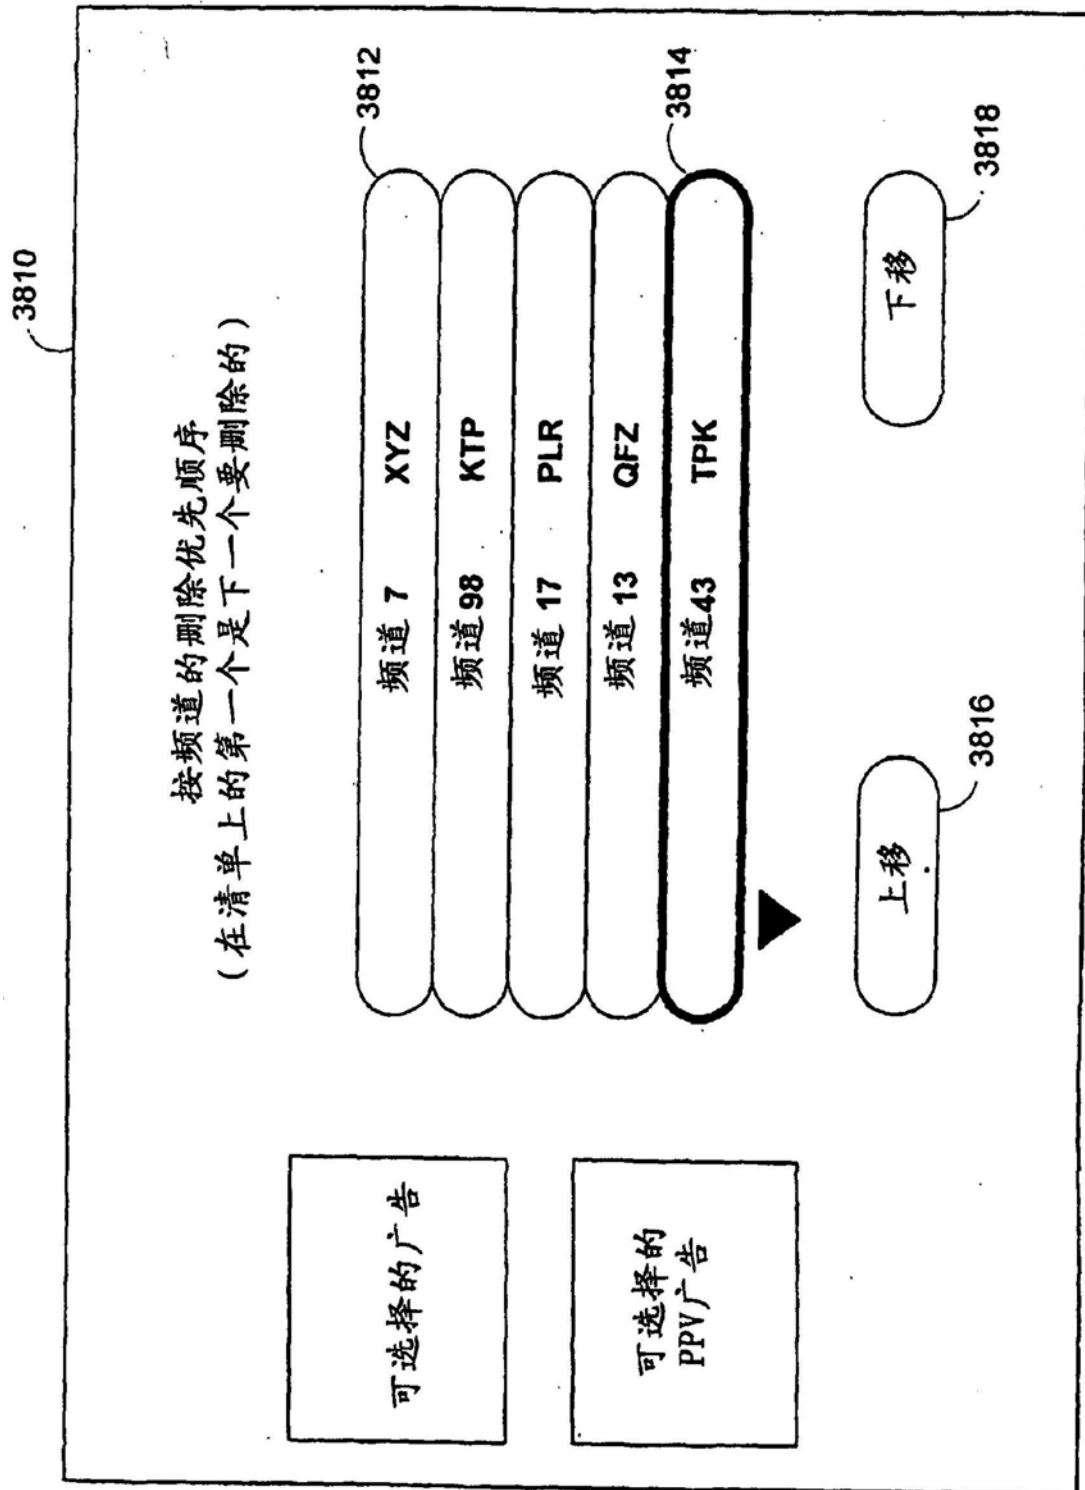 3810
按频道的删除优先顺序
(在清单上的第一个是下一个要删除的)
可选择的广告
可选择的
PPV广告
频道 7 XYZ
3812
频道 98 KTP
频道 17 PLR
频道 13 QFZ
频道43 TPK
3814
上移
3816
下移
3818